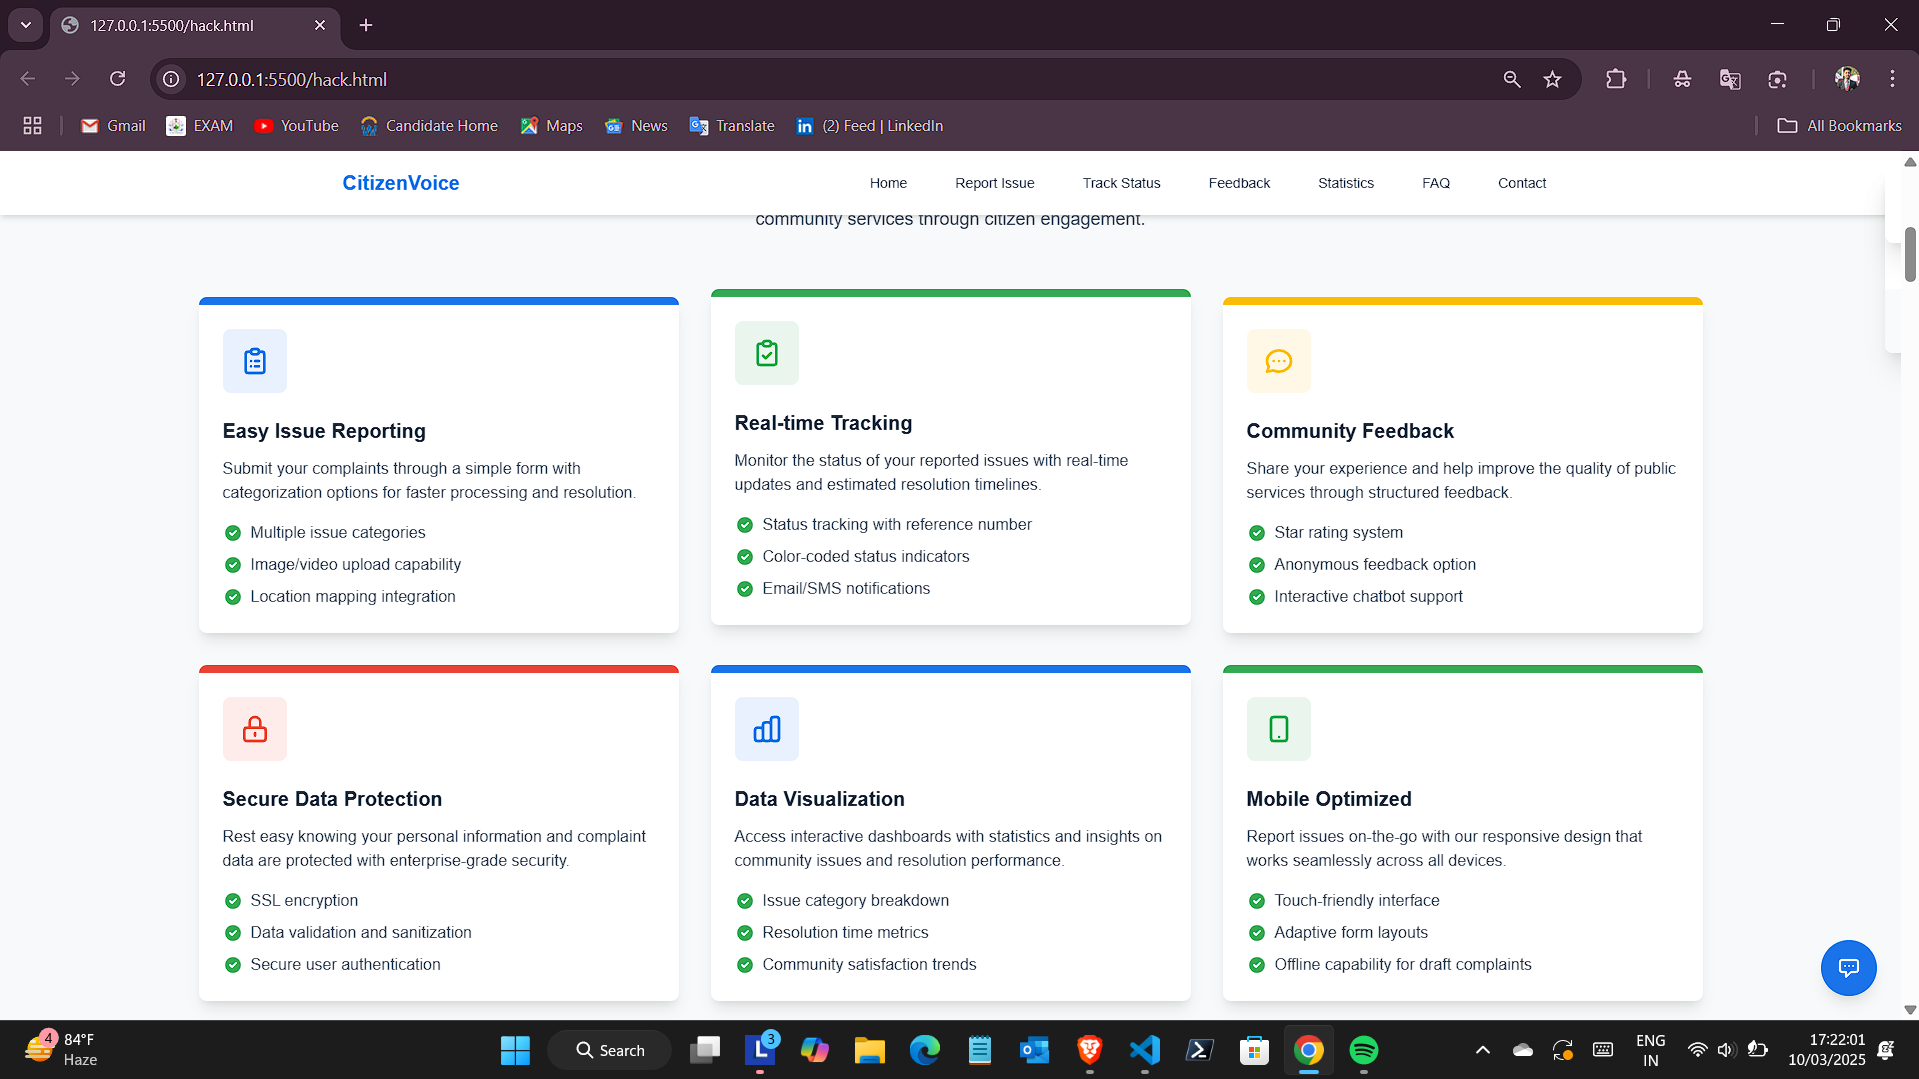 127.0.0.1:5500/hack.html
127.0.0.1:5500/hack.html
Gmail
EXAM
YouTube
Candidate Home
Maps
News
Translate
(2) Feed | LinkedIn
All Bookmarks
CitizenVoice
Home
Report Issue
Track Status
Feedback
Statistics
FAQ
Contact
community services through citizen engagement.
Easy Issue Reporting
Submit your complaints through a simple form with
categorization options for faster processing and resolution.
Multiple issue categories
Image/video upload capability
Location mapping integration
Real-time Tracking
Monitor the status of your reported issues with real-time
updates and estimated resolution timelines.
Status tracking with reference number
Color-coded status indicators
Email/SMS notifications
Community Feedback
Share your experience and help improve the quality of public
services through structured feedback.
Star rating system
Anonymous feedback option
Interactive chatbot support
Secure Data Protection
Rest easy knowing your personal information and complaint
data are protected with enterprise-grade security.
SSL encryption
Data validation and sanitization
Secure user authentication
Data Visualization
Access interactive dashboards with statistics and insights on
community issues and resolution performance.
Issue category breakdown
Resolution time metrics
Community satisfaction trends
Mobile Optimized
Report issues on-the-go with our responsive design that
works seamlessly across all devices.
Touch-friendly interface
Adaptive form layouts
Offline capability for draft complaints
4
84°F
Haze
Search
L
3
ENG
IN
17:22:01
10/03/2025